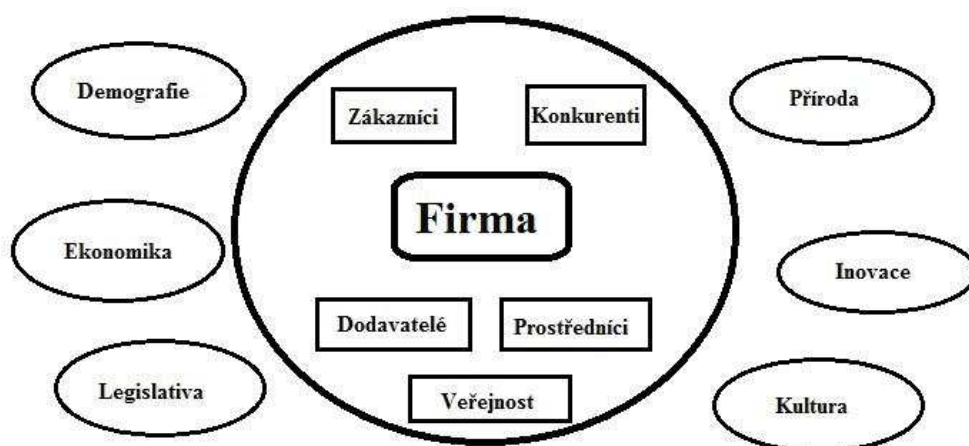 Demografie
Zákazníci
Konkurenti
Příroda
Firma
Ekonomika
Inovace
Dodavatelé
Prostředníci
Legislativa
Veřejnost
Kultura